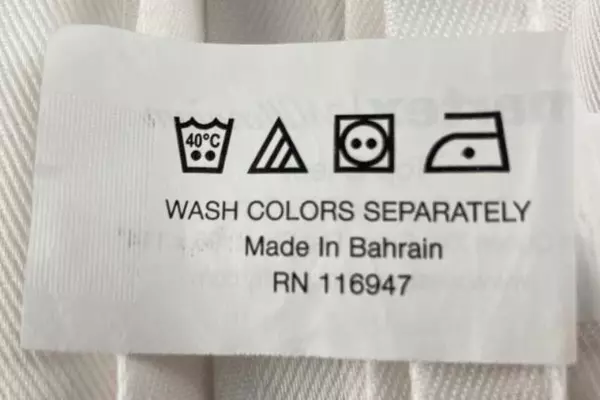 40°C
WASH COLORS SEPARATELY
Made In Bahrain
RN 116947